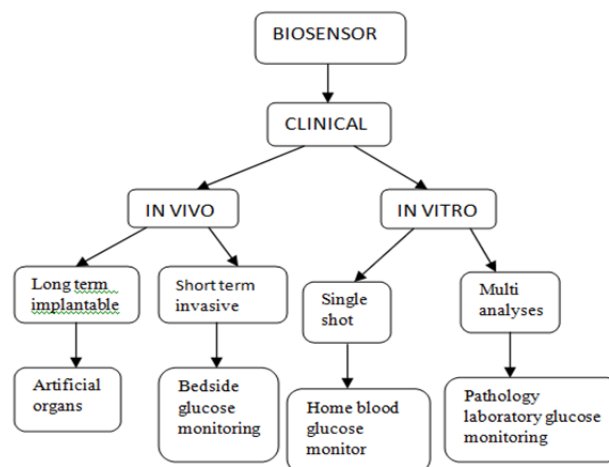 BIOSENSOR
CLINICAL
IN VIVO
IN VITRO
Long term
implantable
Short term
invasive
Single
shot
Multi
analyses
Artificial
organs
Bedside
glucose
monitoring
Home blood
glucose
monitor
Pathology
laboratory glucose
monitoring